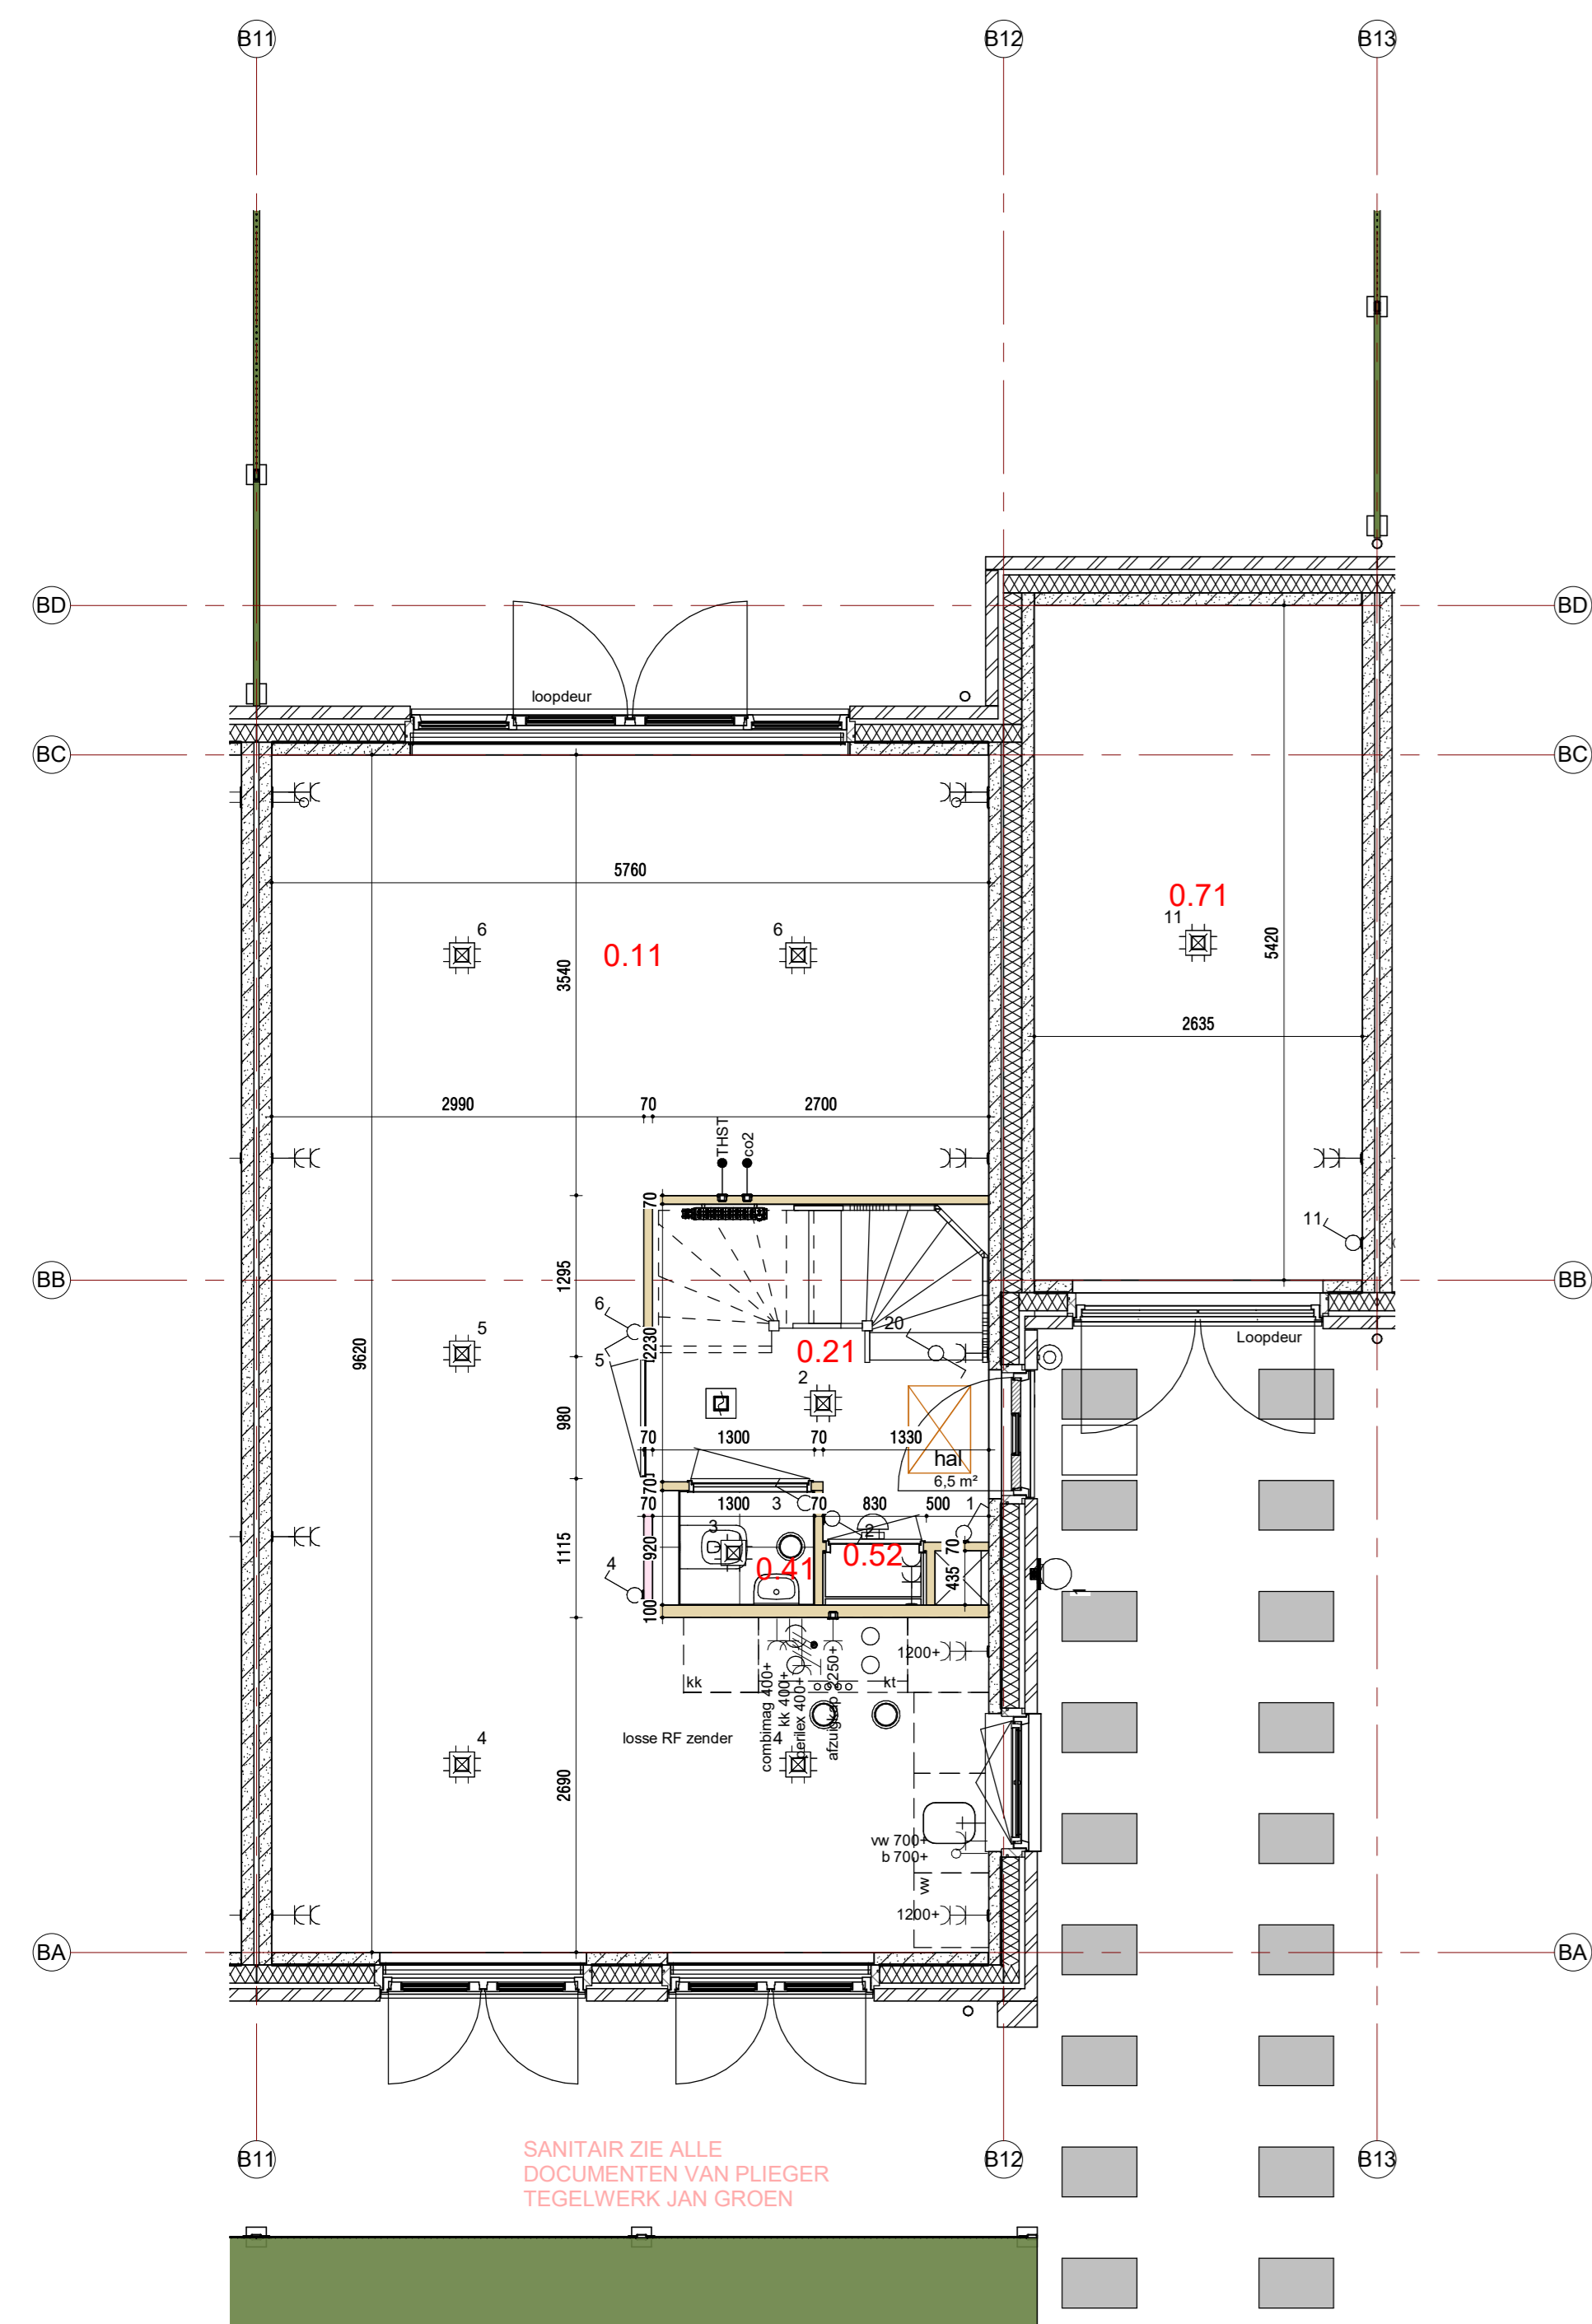 B11
B12
B13
BD
BD
loopdeur
BC
BC
5760
0.71
11
6
6
0.11
3540
5420
2635
2990
70
2700
THST
co2
70
11
1295
BB
BB
6
20
Loopdeur
5
2230
0.21
5
9620
2
980
70
1300
70
1330
hal
6,5 m²
70
70
1300
3
70
830
500
1
3
2
920
1115
0.41
0.52
70
435
4
100
1
1200+
kk
kt
combimag 400+
kk 400+
perilex 400+
afzuigkap 2250+
losse RF zender
4
4
2690
vw 700+
b 700+
vw
1200+
BA
BA
B11
B12
B13
SANITAIR ZIE ALLE
DOCUMENTEN VAN PLIEGER
TEGELWERK JAN GROEN